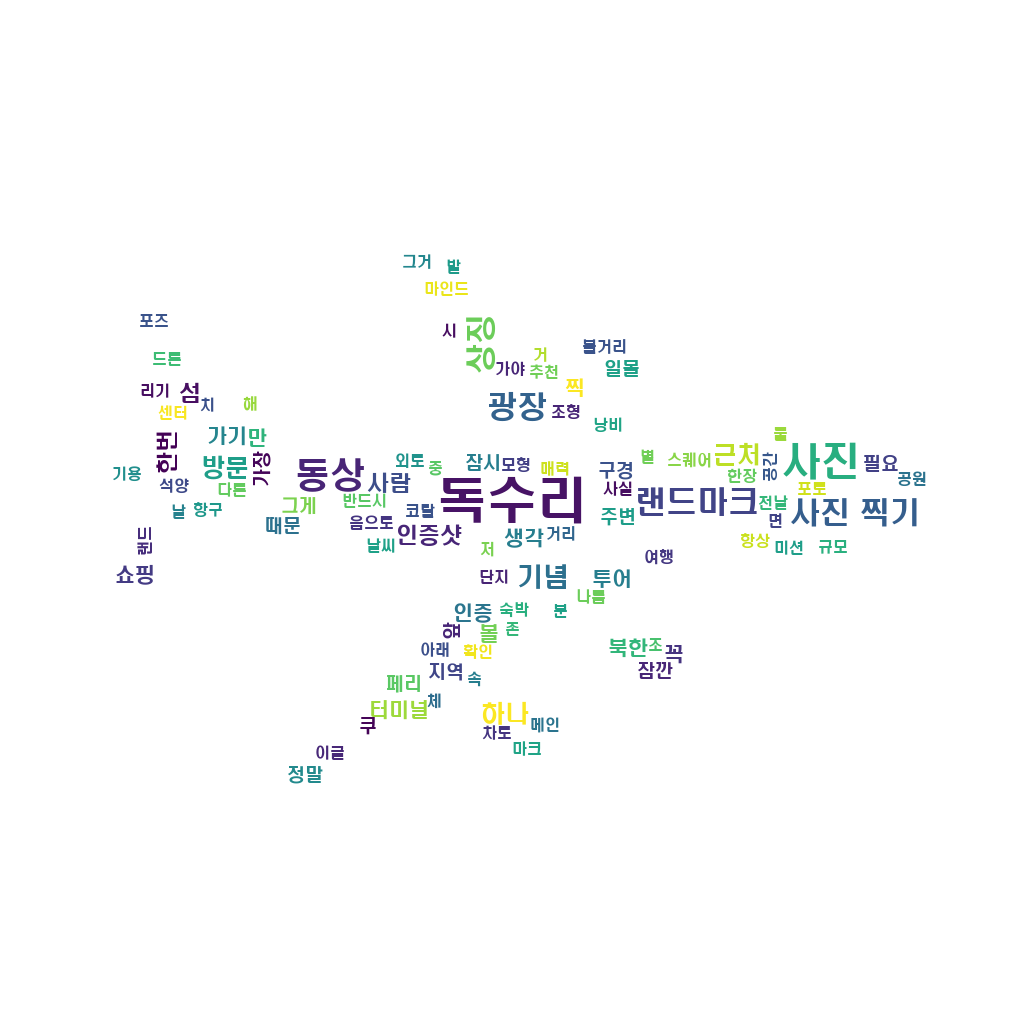 그거
발
마인드
포즈
시
상징
볼거리
드론
거
가야
추천
일몰
리기
섬
찍
치
해
센터
광장
조형
낭비
한번
가기
만
둘
근처
사진
필요
기용
방문
가장
동상
사람
외토
중
잠시
모형
매력
구경
별
스퀘어
한장
공간
공원
석양
다른
독수리
사실
랜드마크
포토
날
항구
그게
반드시
코탈
전날
사진 찍기
때문
음으로
인증샷
생각
거리
주변
면
랜드
날씨
저
여행
항상
미션
규모
쇼핑
단지
기념
투어
나름
인증
숙박
분
앞
볼
존
아래
확인
북한
조
꼭
지역
속
잠깐
페리
체
터미널
하나
쿠
차로
메인
이글
마크
정말